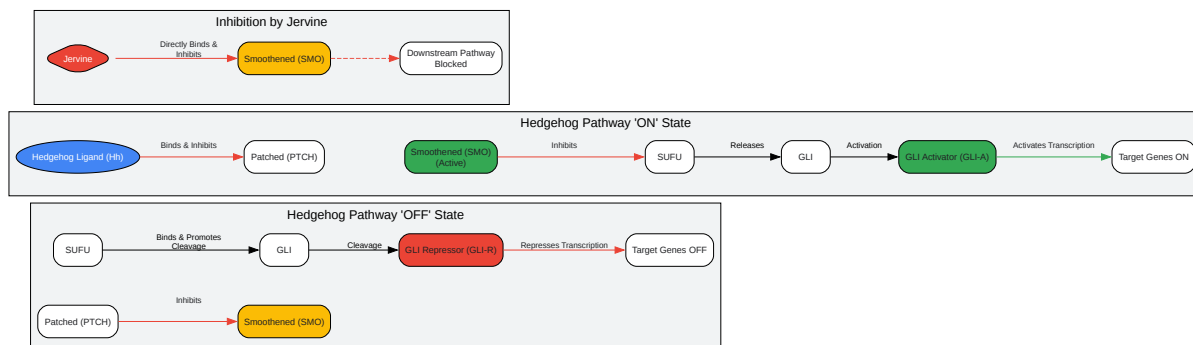 Inhibition by Jervine
Jervine
Directly Binds &
Inhibits
Smoothened (SMO)
Downstream Pathway
Blocked
Hedgehog Pathway 'ON' State
Hedgehog Ligand (Hh)
Binds & Inhibits
Patched (PTCH)
Smoothened (SMO)
(Active)
Inhibits
SUFU
Releases
GLI
Activation
GLI Activator (GLI-A)
Activates Transcription
Target Genes ON
Hedgehog Pathway 'OFF' State
SUFU
Binds & Promotes
Cleavage
GLI
Cleavage
GLI Repressor (GLI-R)
Represses Transcription
Target Genes OFF
Patched (PTCH)
Inhibits
Smoothened (SMO)